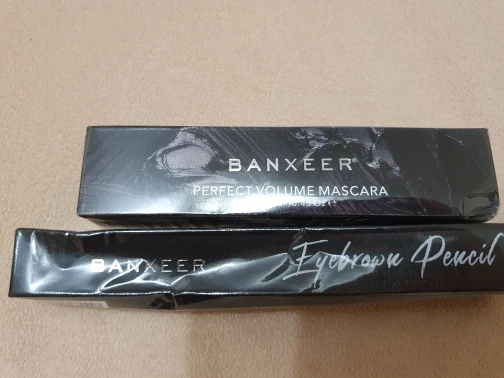 BANXEER®
PERFECT VOLUME MASCARA
BANXEER
Eyebrown Pencil